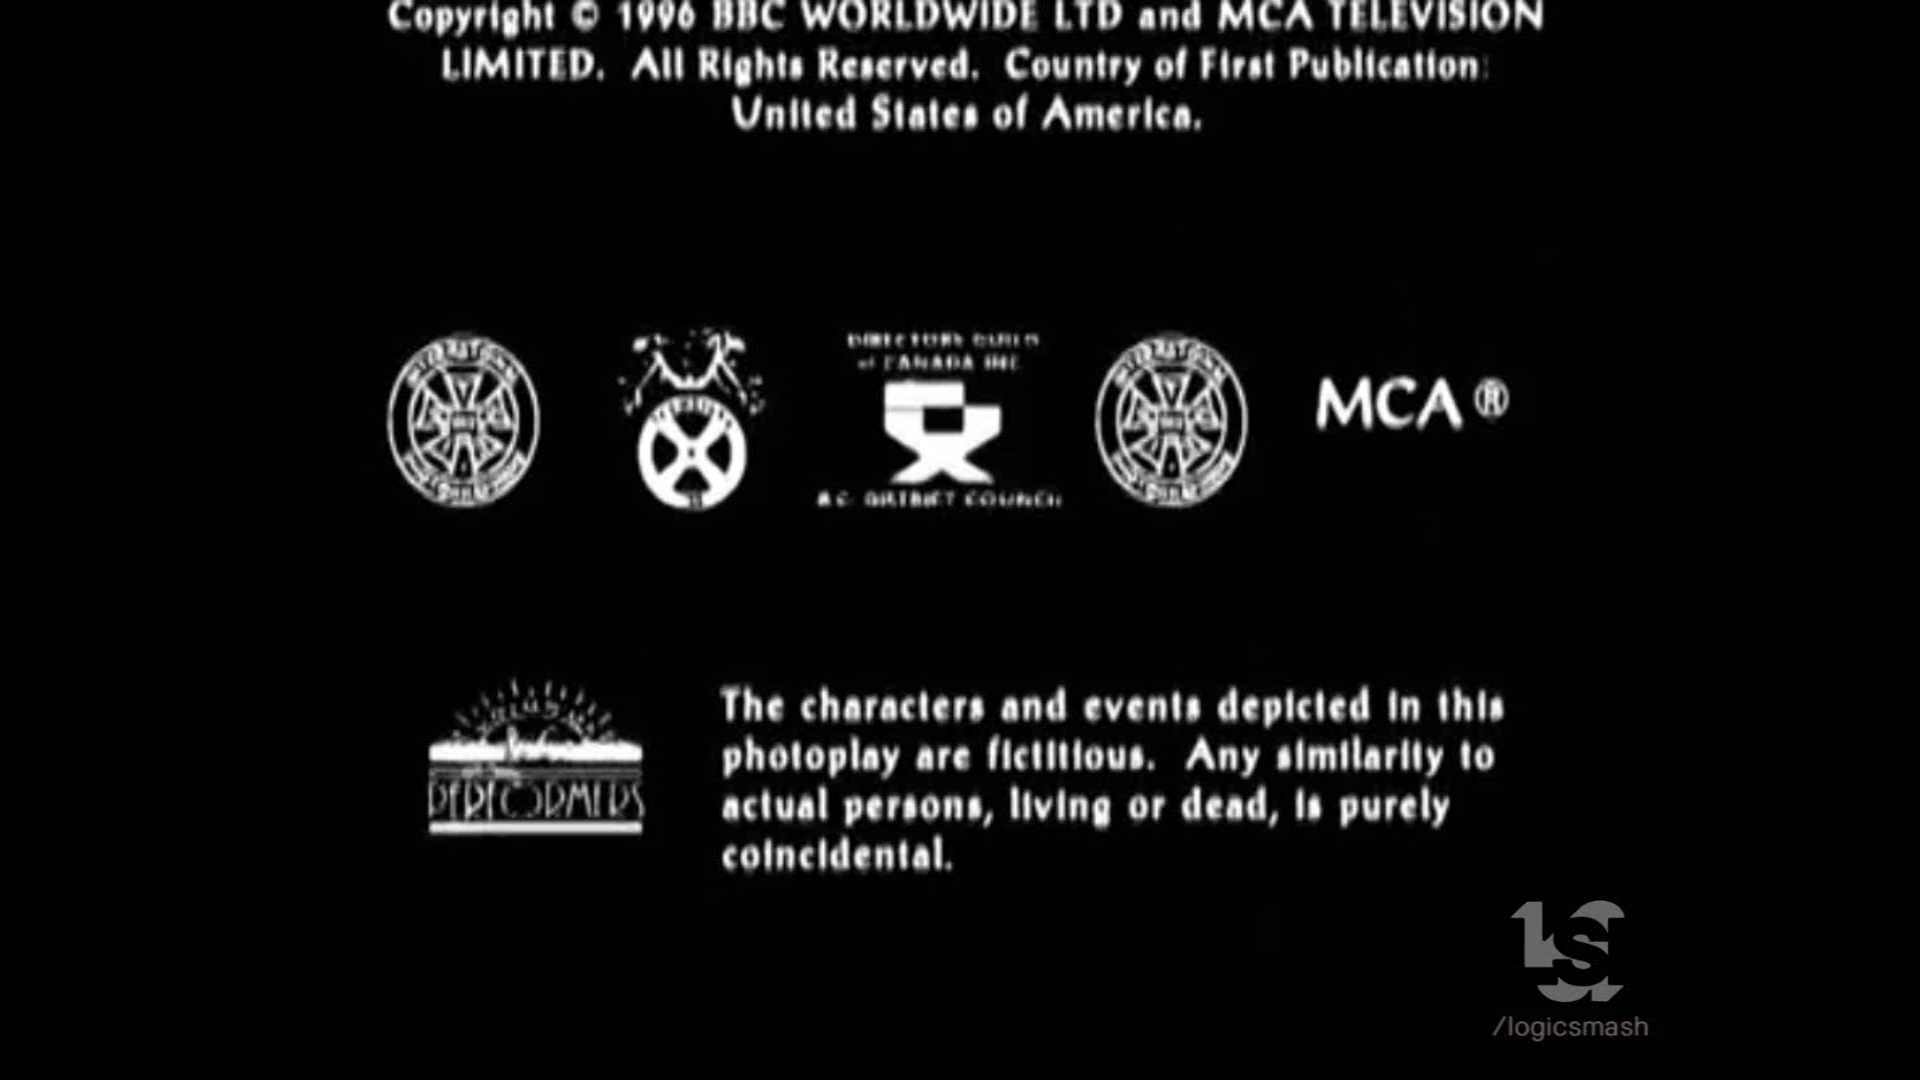 Copyright © 1996 BBC WORLDWIDE LTD and MCA TELEVISION
LIMITED. All Rights Reserved. Country of First Publication:
United States of America.
DIRECTORS GUILD
of CANADA INC.
B.C. DISTRICT COUNCIL
MCA ®
PERFORMERS
The characters and events depicted in this
photoplay are fictitious. Any similarity to
actual persons, living or dead, is purely
coincidental.
/logicsmash